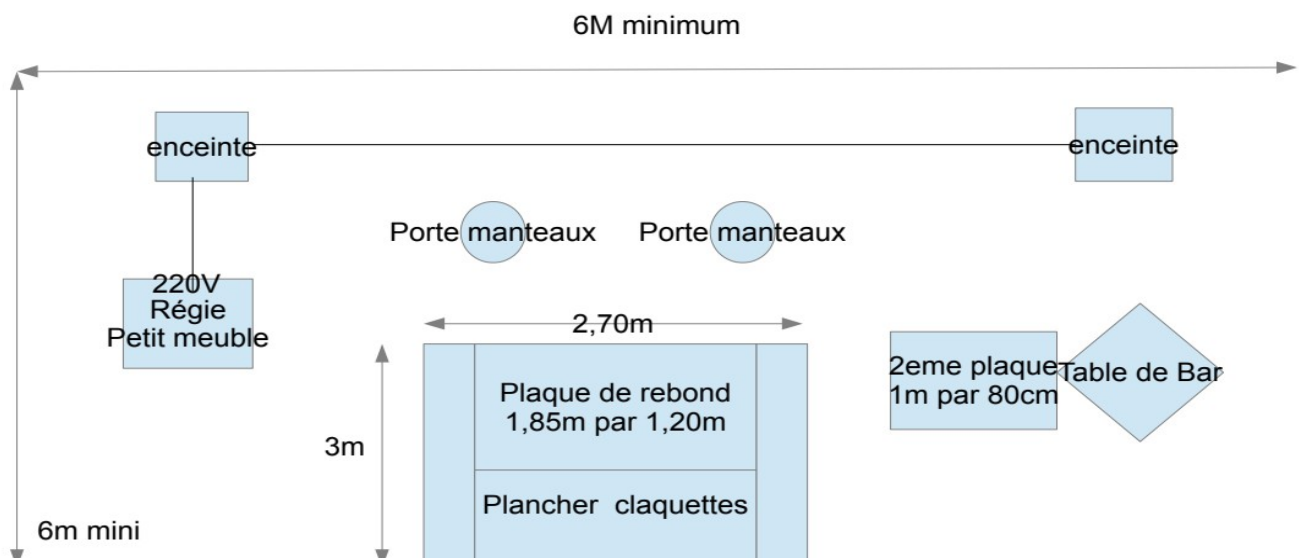 6M minimum
enceinte
enceinte
Porte manteaux
Porte manteaux
220V
Régie
Petit meuble
2,70m
2eme plaque
1m par 80cm
Table de Bar
Plaque de rebond
1,85m par 1,20m
3m
Plancher claquettes
6m mini